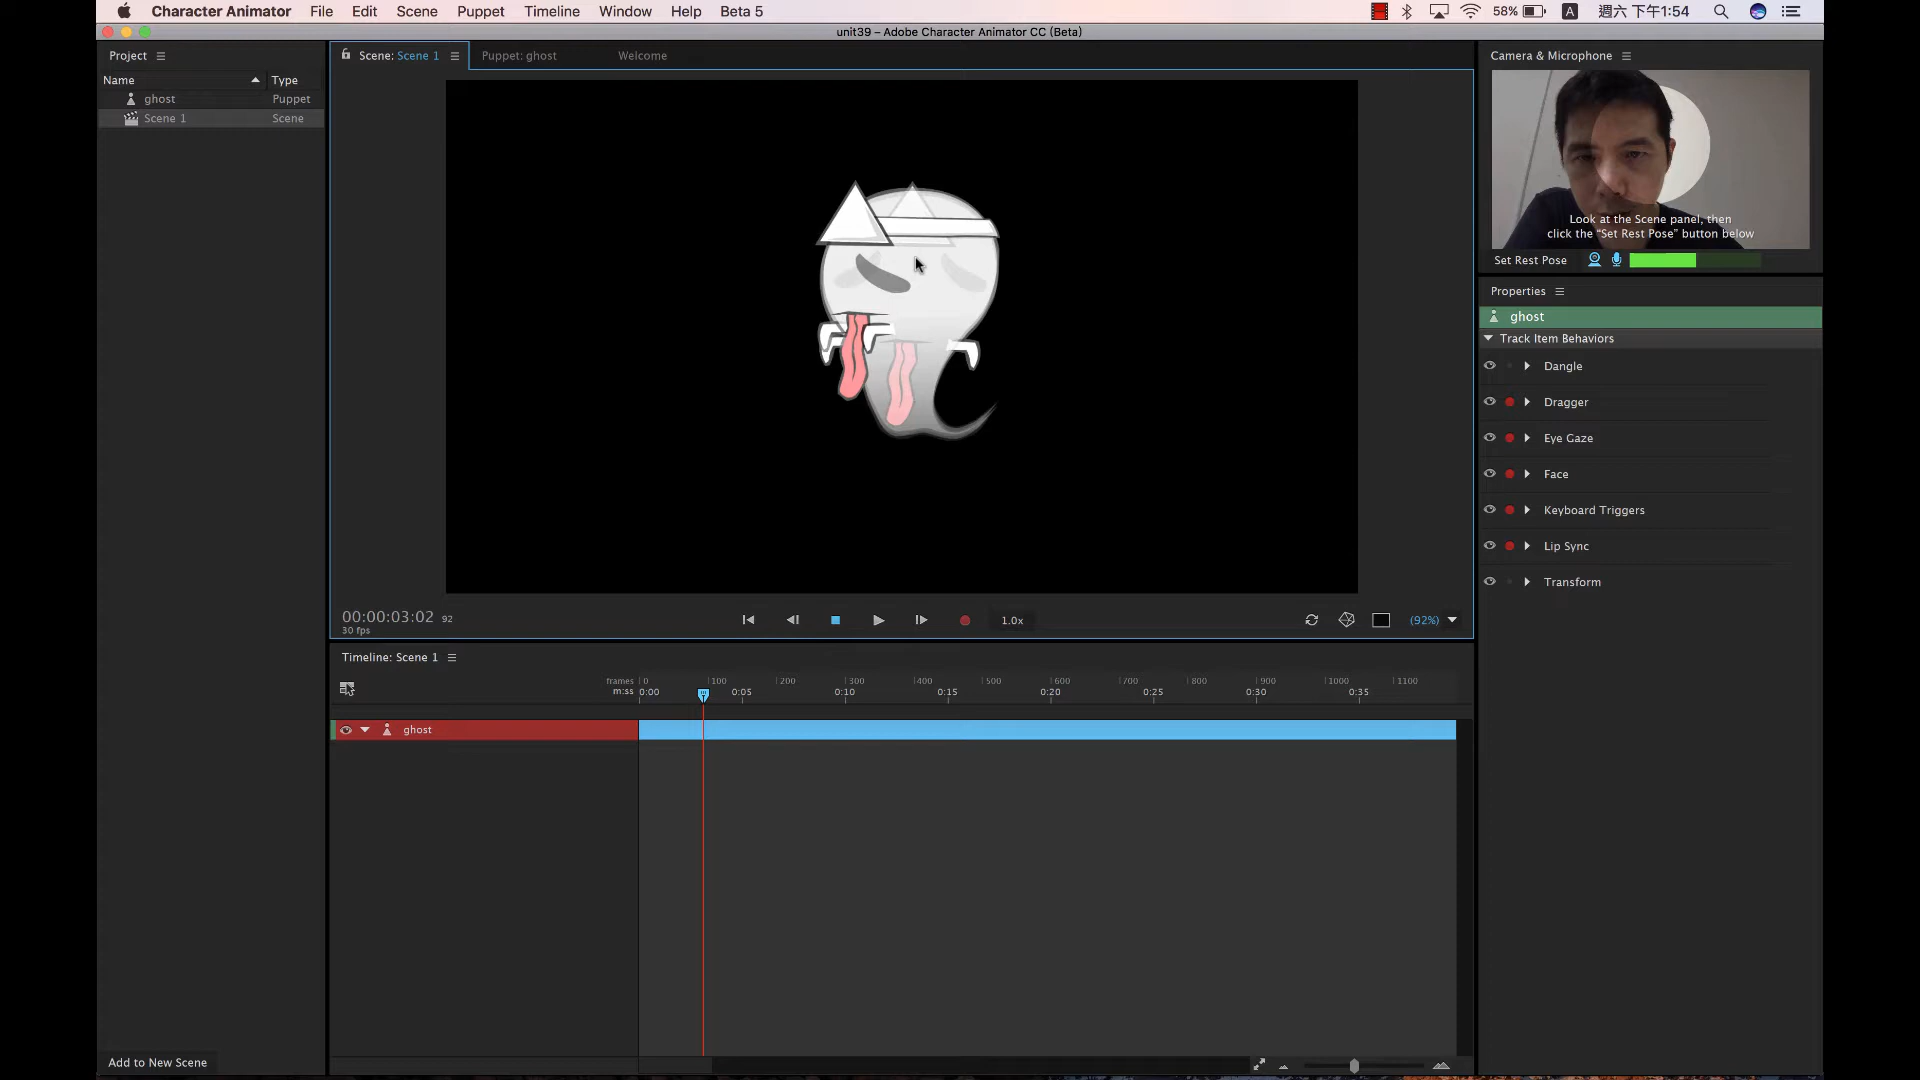 Character Animator File Edit Scene Puppet Timeline Window Help Beta 5 58% A 週六 下午1:54
unit39 – Adobe Character Animator CC (Beta)
Project
Name Type
ghost Puppet
Scene 1 Scene
Add to New Scene
Scene: Scene 1 Puppet: ghost Welcome
00:00:03:02 92
30 fps
1.0x
(92%)
Timeline: Scene 1
frames 0 100 200 300 400 500 600 700 800 900 1000 1100
m:ss 0:00 0:05 0:10 0:15 0:20 0:25 0:30 0:35
ghost
Camera & Microphone
Look at the Scene panel, then
click the “Set Rest Pose” button below
Set Rest Pose
Properties
ghost
Track Item Behaviors
Dangle
Dragger
Eye Gaze
Face
Keyboard Triggers
Lip Sync
Transform